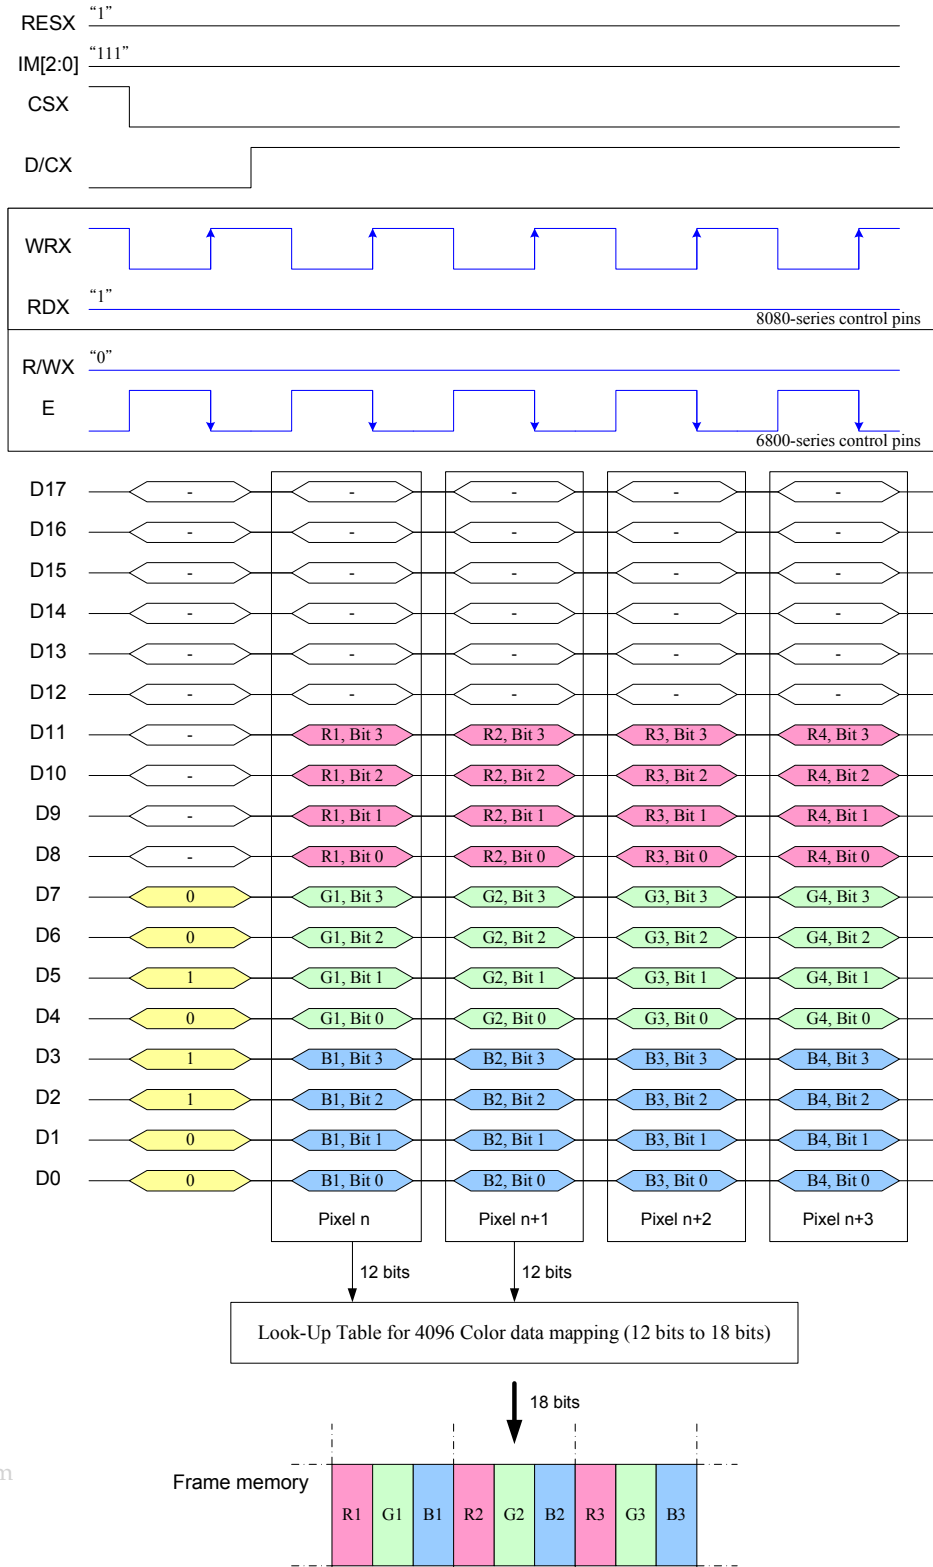 RESX “1”
IM[2:0] “111”
CSX
D/CX
WRX
RDX “1”
8080-series control pins
R/WX “0”
E
6800-series control pins
D17 - - - - -
D16 - - - - -
D15 - - - - -
D14 - - - - -
D13 - - - - -
D12 - - - - -
D11 - R1, Bit 3 R2, Bit 3 R3, Bit 3 R4, Bit 3
D10 - R1, Bit 2 R2, Bit 2 R3, Bit 2 R4, Bit 2
D9 - R1, Bit 1 R2, Bit 1 R3, Bit 1 R4, Bit 1
D8 - R1, Bit 0 R2, Bit 0 R3, Bit 0 R4, Bit 0
D7 0 G1, Bit 3 G2, Bit 3 G3, Bit 3 G4, Bit 3
D6 0 G1, Bit 2 G2, Bit 2 G3, Bit 2 G4, Bit 2
D5 1 G1, Bit 1 G2, Bit 1 G3, Bit 1 G4, Bit 1
D4 0 G1, Bit 0 G2, Bit 0 G3, Bit 0 G4, Bit 0
D3 1 B1, Bit 3 B2, Bit 3 B3, Bit 3 B4, Bit 3
D2 1 B1, Bit 2 B2, Bit 2 B3, Bit 2 B4, Bit 2
D1 0 B1, Bit 1 B2, Bit 1 B3, Bit 1 B4, Bit 1
D0 0 B1, Bit 0 B2, Bit 0 B3, Bit 0 B4, Bit 0
Pixel n Pixel n+1 Pixel n+2 Pixel n+3
12 bits 12 bits
Look-Up Table for 4096 Color data mapping (12 bits to 18 bits)
18 bits
Frame memory
R1 G1 B1 R2 G2 B2 R3 G3 B3